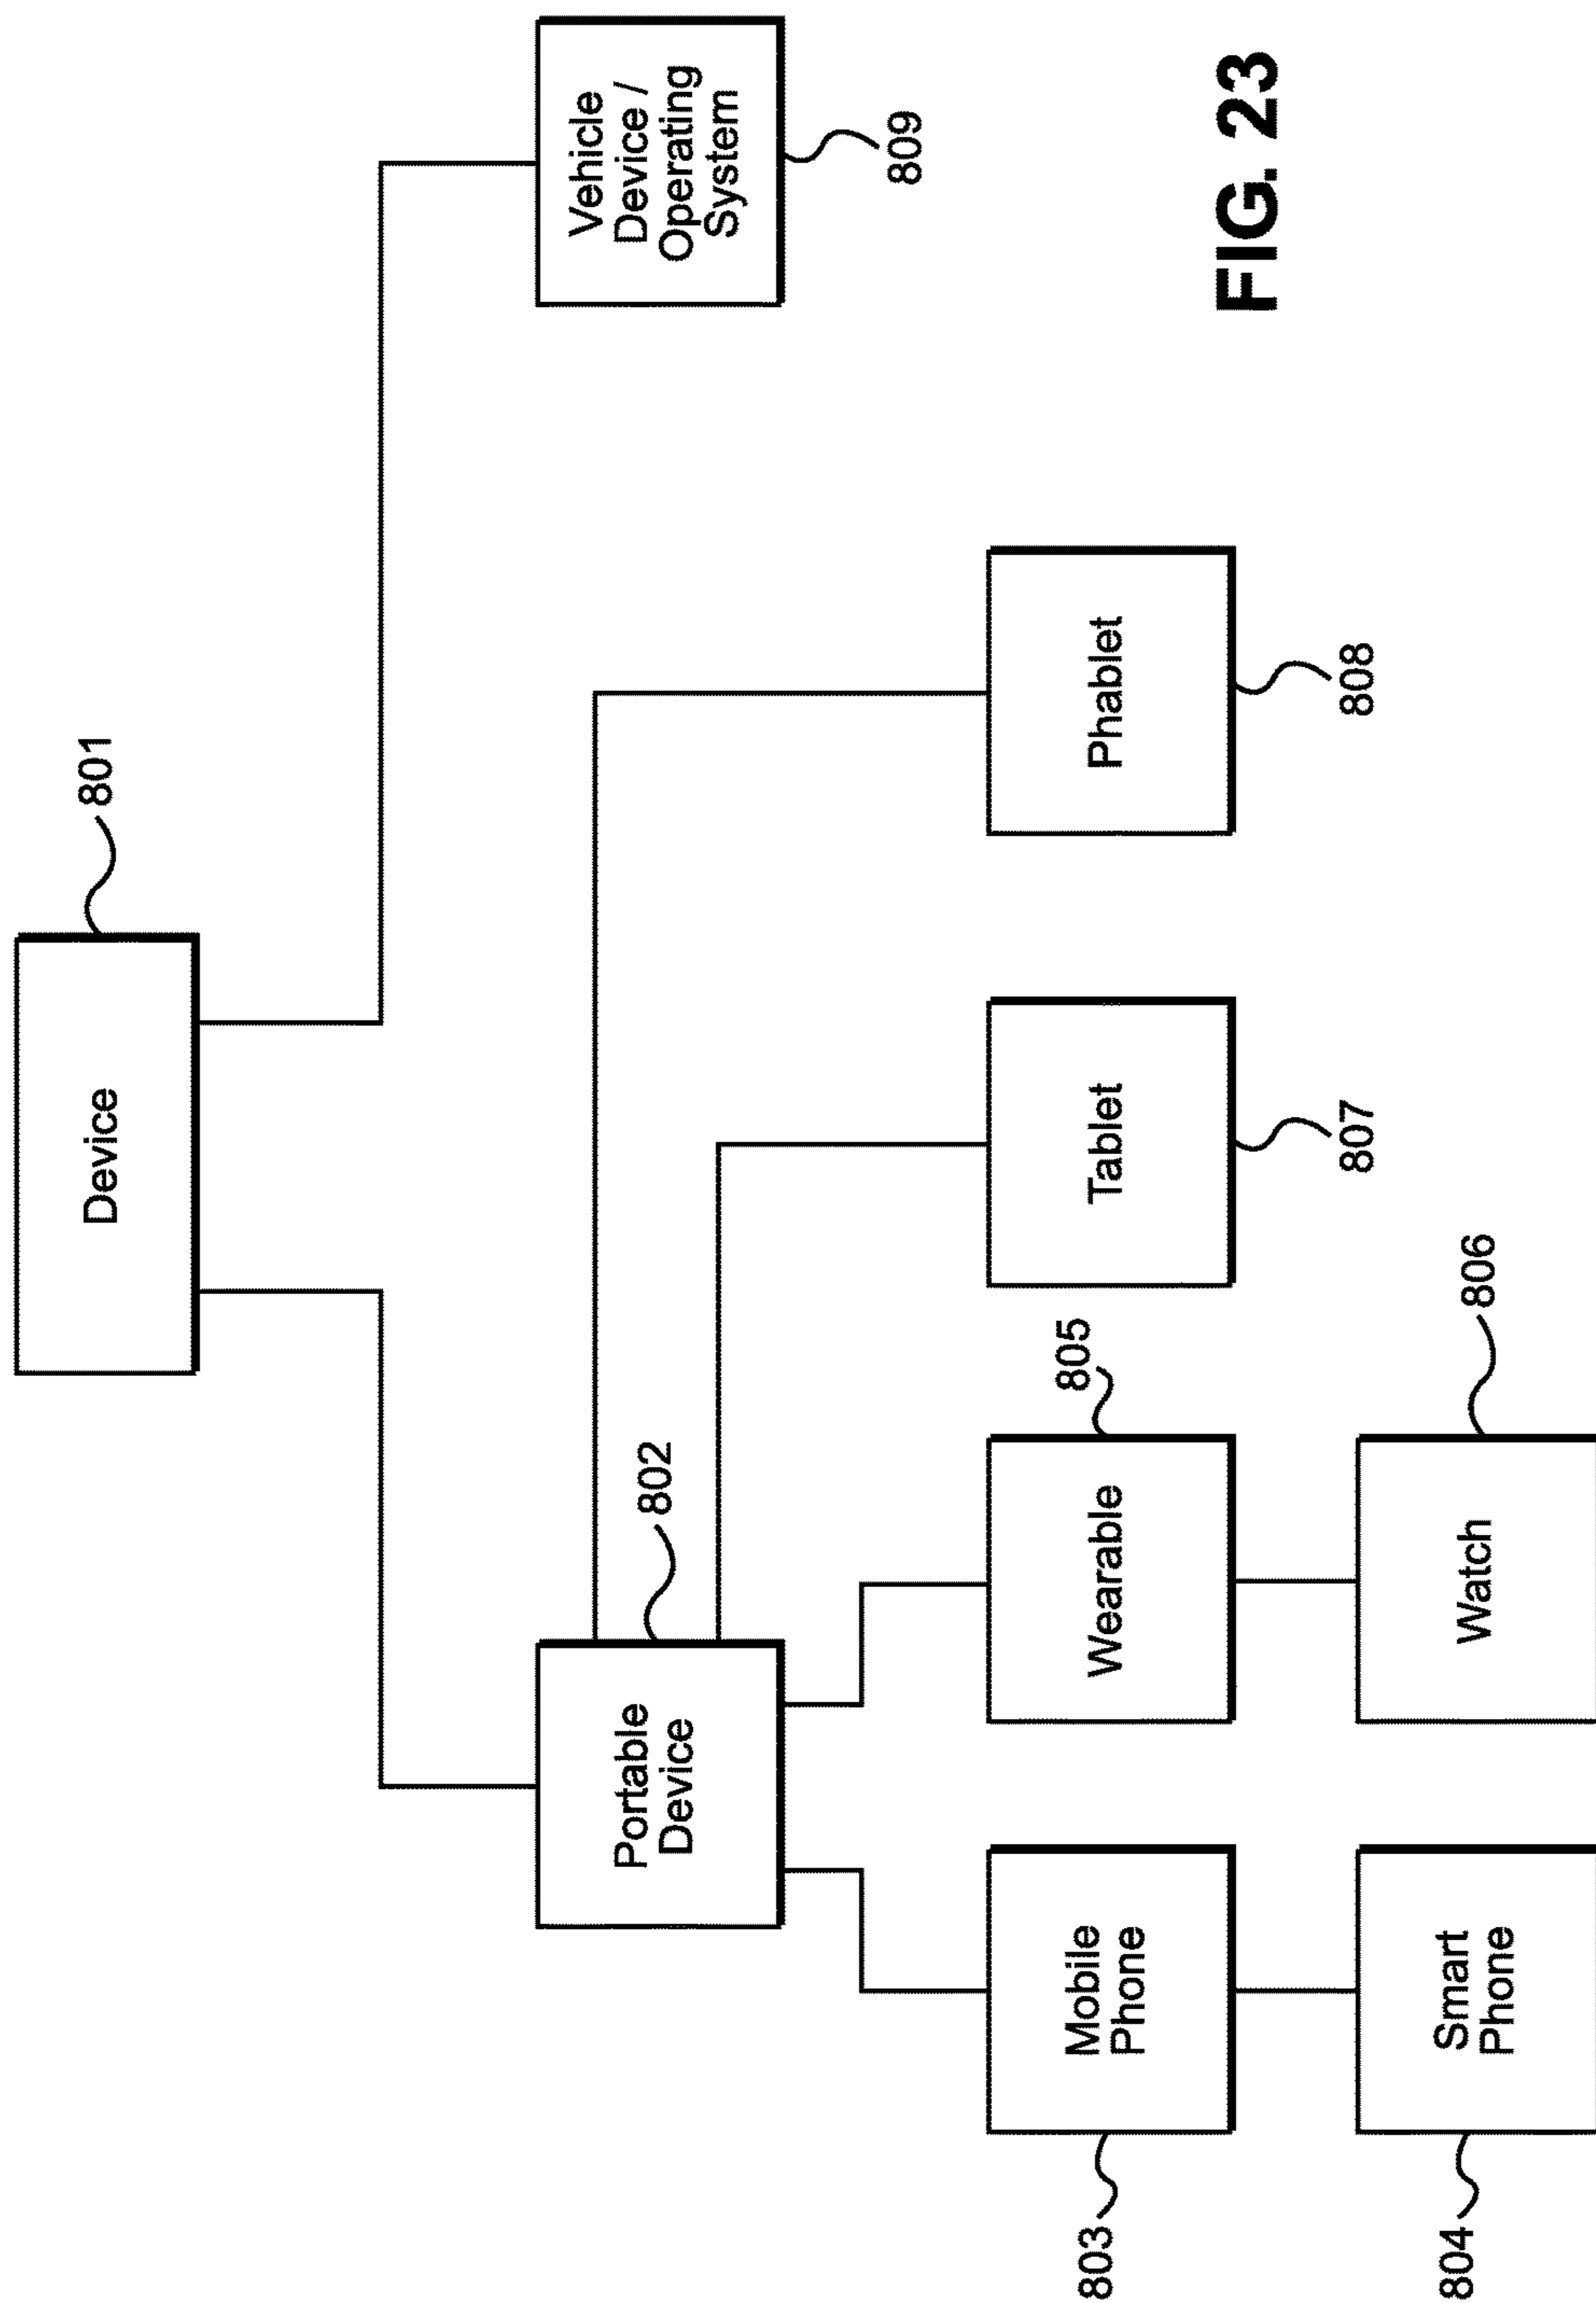 Device
801
Portable
Device
802
Vehicle
Device /
Operating
System
809
Mobile
Phone
803
Wearable
805
Tablet
807
Phablet
808
Smart
Phone
804
Watch
806
FIG. 23